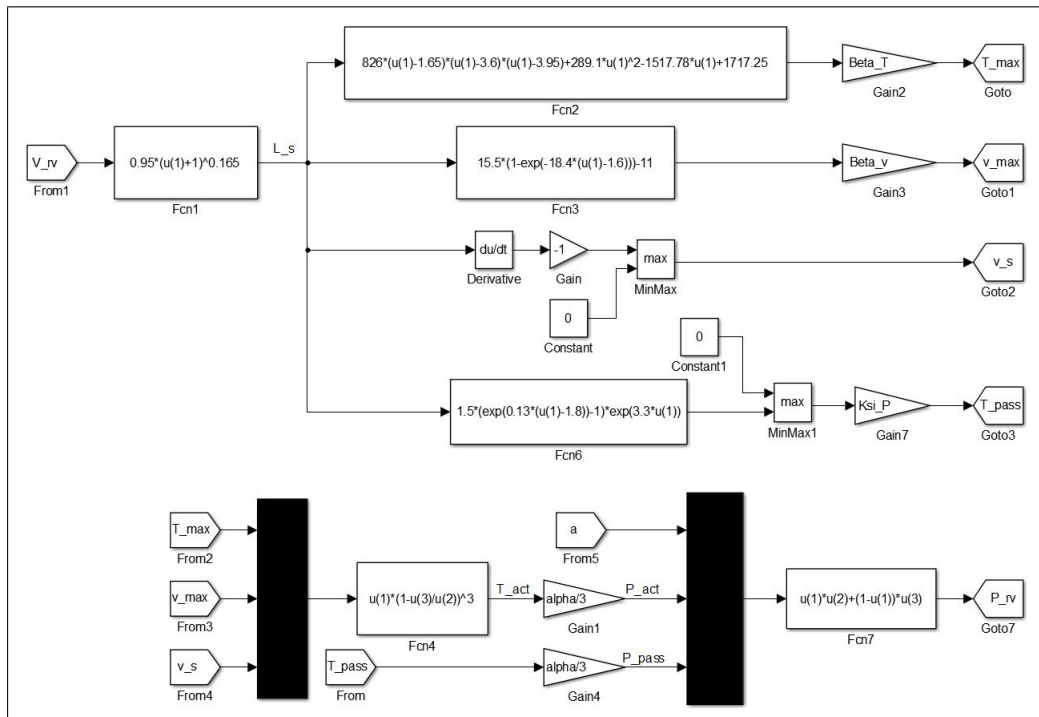 826*(u(1)-1.65)*(u(1)-3.6)*(u(1)-3.95)+289.1*u(1)^2-1517.78*u(1)+1717.25
Beta_T
T_max
Fcn2
Gain2
Goto
V_rv
0.95*(u(1)+1)^0.165
L_s
15.5*(1-exp(-18.4*(u(1)-1.6)))-11
Beta_v
v_max
From1
Fcn1
Fcn3
Gain3
Goto1
du/dt
-1
max
v_s
Derivative
Gain
MinMax
Goto2
0
Constant
0
Constant1
1.5*(exp(0.13*(u(1)-1.8))-1)*exp(3.3*u(1))
max
Ksi_P
T_pass
Fcn6
MinMax1
Gain7
Goto3
T_max
From2
a
From5
v_max
From3
u(1)*(1-u(3)/u(2))^3
T_act
alpha/3
P_act
u(1)*u(2)+(1-u(1))*u(3)
P_rv
Fcn4
Gain1
Fcn7
Goto7
v_s
From4
T_pass
From
alpha/3
P_pass
Gain4